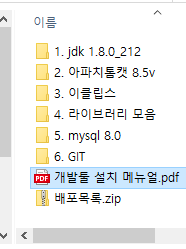 이름
1. jdk 1.8.0_212
2. 아파치톰캣 8.5v
3. 이클립스
4. 라이브러리 모음
5. mysql 8.0
6. GIT
개발툴 설치 메뉴얼.pdf
배포목록.zip